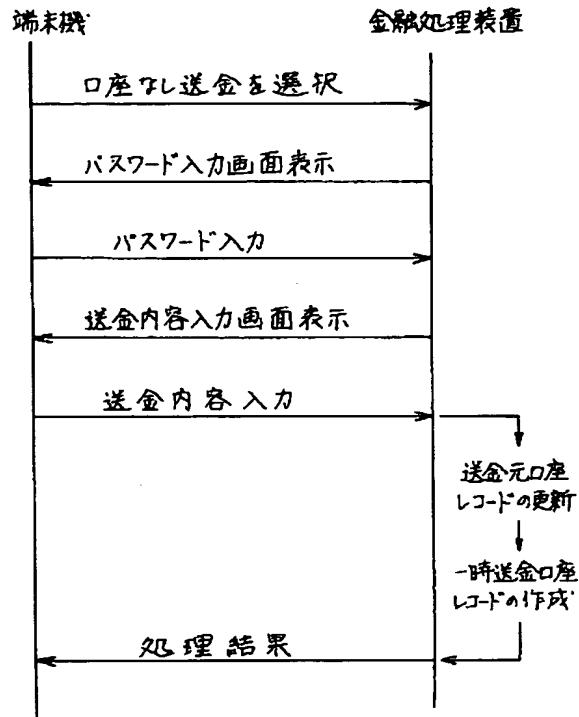 端末機
金融処理装置
口座なし送金を選択
パスワード入力画面表示
パスワード入力
送金内容入力画面表示
送金内容入力
送金元口座
レコードの更新
一時送金口座
レコードの作成
処理結果